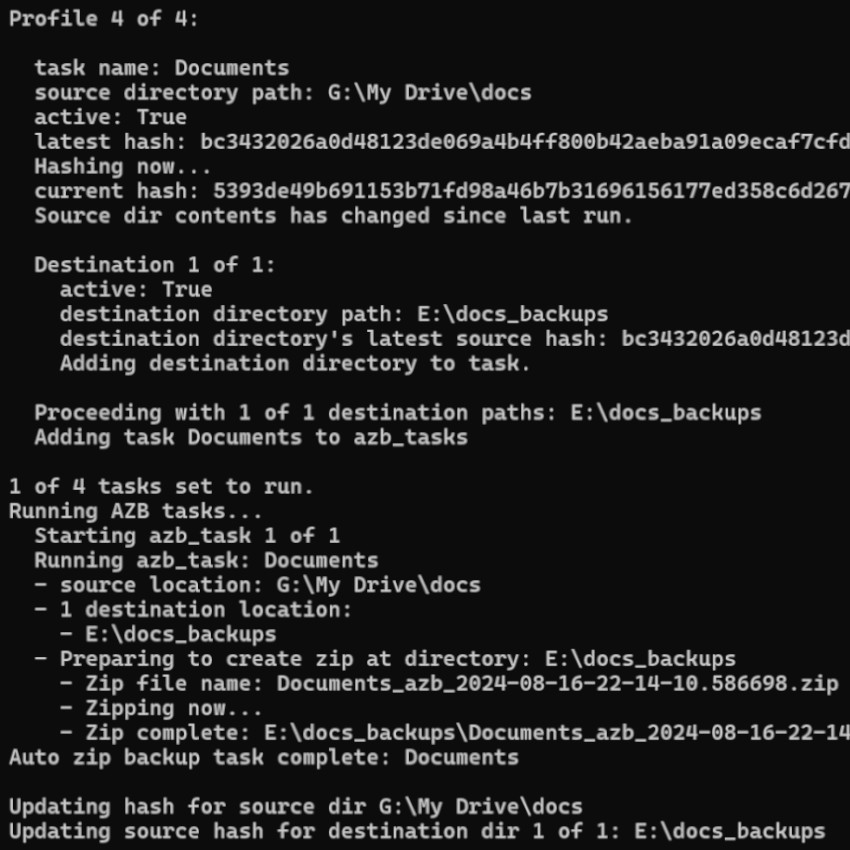 Profile 4 of 4:
task name: Documents
source directory path: G:\My Drive\docs
active: True
latest hash: bc3432026a0d48123de069a4b4ff800b42aeba91a09ecaf7cfd
Hashing now...
current hash: 5393de49b691153b71fd98a46b7b31696156177ed358c6d267
Source dir contents has changed since last run.
Destination 1 of 1:
active: True
destination directory path: E:\docs_backups
destination directory's latest source hash: bc3432026a0d48123d
Adding destination directory to task.
Proceeding with 1 of 1 destination paths: E:\docs_backups
Adding task Documents to azb_tasks
1 of 4 tasks set to run.
Running AZB tasks...
Starting azb_task 1 of 1
Running azb_task: Documents
- source location: G:\My Drive\docs
- 1 destination location:
- E:\docs_backups
- Preparing to create zip at directory: E:\docs_backups
- Zip file name: Documents_azb_2024-08-16-22-14-10.586698.zip
- Zipping now...
- Zip complete: E:\docs_backups\Documents_azb_2024-08-16-22-14
Auto zip backup task complete: Documents
Updating hash for source dir G:\My Drive\docs
Updating source hash for destination dir 1 of 1: E:\docs_backups